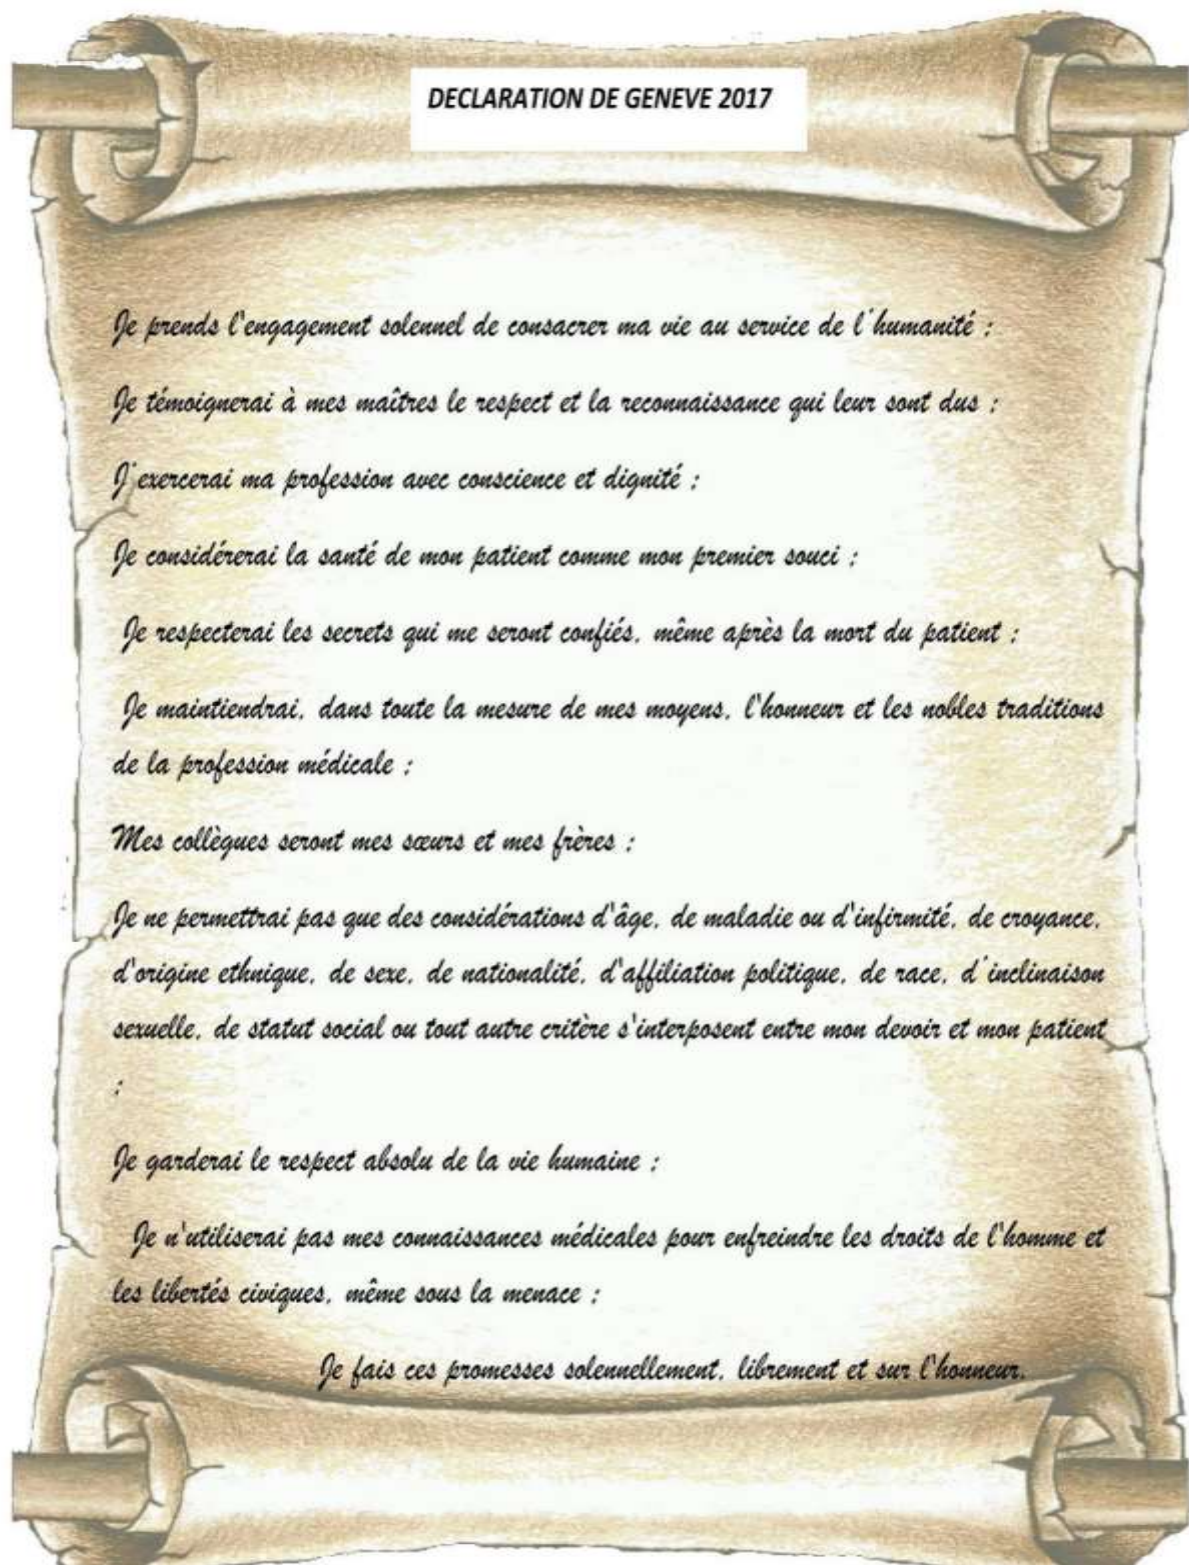 DECLARATION DE GENEVE 2017
Je prends l'engagement solennel de consacrer ma vie au service de l'humanité ;
Je témoignerai à mes maîtres le respect et la reconnaissance qui leur sont dus ;
J'exercerai ma profession avec conscience et dignité ;
Je considérerai la santé de mon patient comme mon premier souci ;
Je respecterai les secrets qui me seront confiés, même après la mort du patient ;
Je maintiendrai, dans toute la mesure de mes moyens, l'honneur et les nobles traditions
de la profession médicale ;
Mes collègues seront mes sœurs et mes frères ;
Je ne permettrai pas que des considérations d'âge, de maladie ou d'infirmité, de croyance,
d'origine ethnique, de sexe, de nationalité, d'affiliation politique, de race, d'inclinaison
sexuelle, de statut social ou tout autre critère s'interposent entre mon devoir et mon patient
;
Je garderai le respect absolu de la vie humaine ;
Je n'utiliserai pas mes connaissances médicales pour enfreindre les droits de l'homme et
les libertés civiques, même sous la menace ;
Je fais ces promesses solennellement, librement et sur l'honneur.